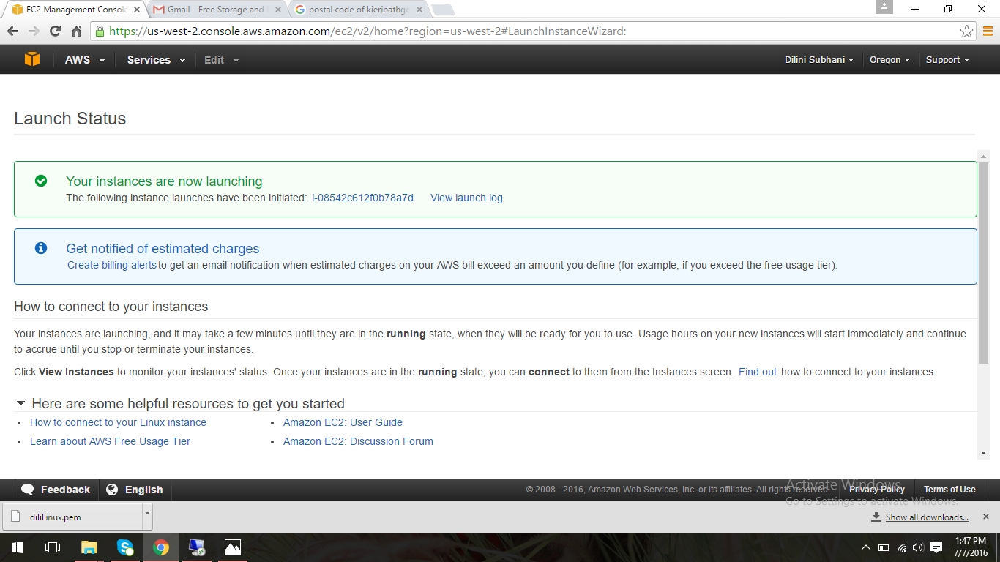 EC2 Management Console
Gmail - Free Storage and
postal code of kieribathg
https://us-west-2.console.aws.amazon.com/ec2/v2/home?region=us-west-2#LaunchInstanceWizard:
AWS Services Edit Dilini Subhani Oregon Support
Launch Status
Your instances are now launching
The following instance launches have been initiated: i-08542c612f0b78a7d View launch log
Get notified of estimated charges
Create billing alerts to get an email notification when estimated charges on your AWS bill exceed an amount you define (for example, if you exceed the free usage tier).
How to connect to your instances
Your instances are launching, and it may take a few minutes until they are in the running state, when they will be ready for you to use. Usage hours on your new instances will start immediately and continue
to accrue until you stop or terminate your instances.
Click View Instances to monitor your instances' status. Once your instances are in the running state, you can connect to them from the Instances screen. Find out how to connect to your instances.
Here are some helpful resources to get you started
• How to connect to your Linux instance • Amazon EC2: User Guide
• Learn about AWS Free Usage Tier • Amazon EC2: Discussion Forum
Feedback English © 2008 - 2016, Amazon Web Services, Inc. or its affiliates. All rights reserved. Privacy Policy Terms of Use
Activate Windows
Go to Settings to activate Windows.
diliLinux.pem Show all downloads...
1:47 PM
7/7/2016